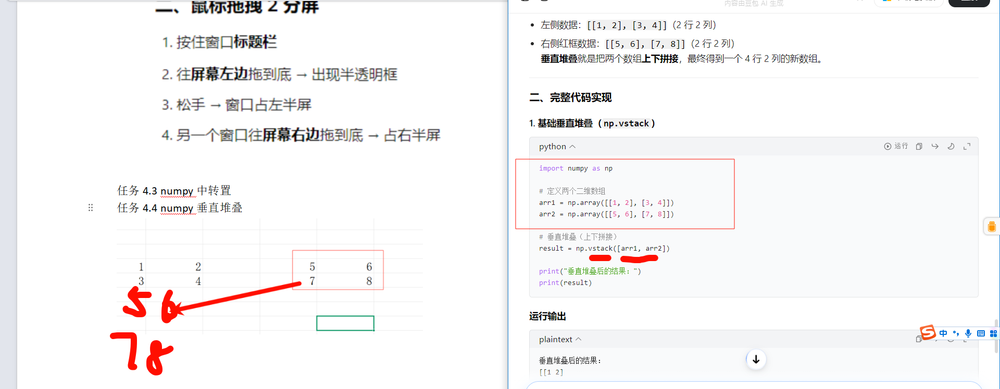 二、鼠标拖拽 2 分屏
1. 按住窗口标题栏
2. 往屏幕左边拖到底 → 出现半透明框
3. 松手 → 窗口占左半屏
4. 另一个窗口往屏幕右边拖到底 → 占右半屏
任务 4.3 numpy 中转置
任务 4.4 numpy 垂直堆叠
1 2 5 6
3 4 7 8
5 6
7 8
内容由豆包 AI 生成
• 左侧数据：[[1, 2], [3, 4]]（2 行 2 列）
• 右侧红框数据：[[5, 6], [7, 8]]（2 行 2 列）
垂直堆叠就是把两个数组上下拼接，最终得到一个 4 行 2 列的新数组。
二、完整代码实现
1. 基础垂直堆叠（np.vstack）
python
运行
import numpy as np
# 定义两个二维数组
arr1 = np.array([[1, 2], [3, 4]])
arr2 = np.array([[5, 6], [7, 8]])
# 垂直堆叠（上下拼接）
result = np.vstack([arr1, arr2])
print("垂直堆叠后的结果：")
print(result)
运行输出
plaintext
垂直堆叠后的结果：
[[1 2]
S 中